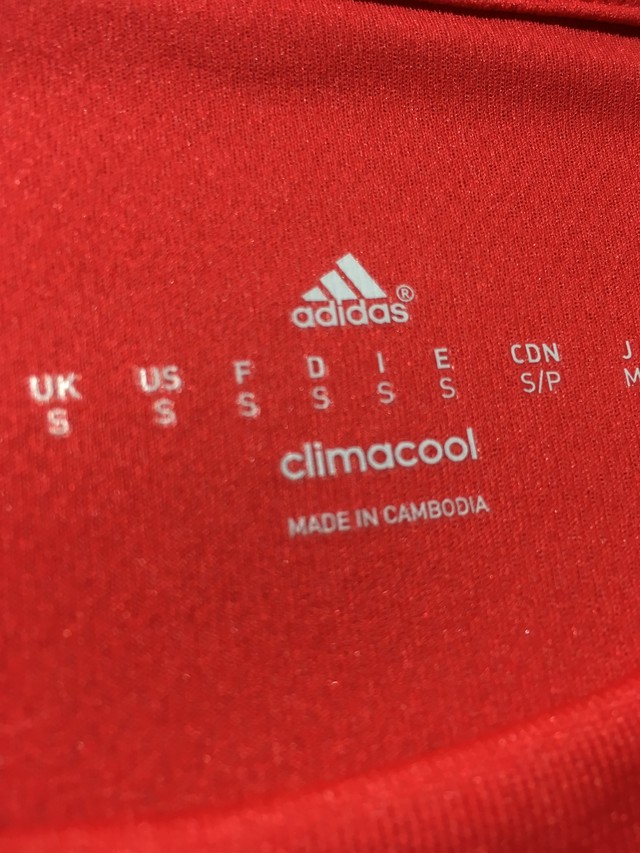 adidas®
UK US F D I E CDN J
S S S S S S S/P M
climacool
MADE IN CAMBODIA